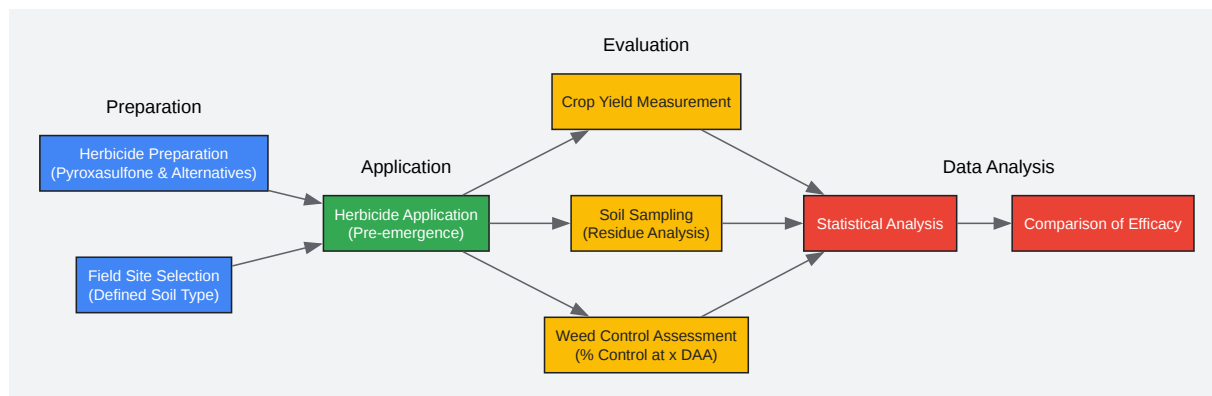 Preparation
Herbicide Preparation
(Pyroxasulfone & Alternatives)
Field Site Selection
(Defined Soil Type)
Application
Herbicide Application
(Pre-emergence)
Evaluation
Crop Yield Measurement
Soil Sampling
(Residue Analysis)
Weed Control Assessment
(% Control at x DAA)
Data Analysis
Statistical Analysis
Comparison of Efficacy